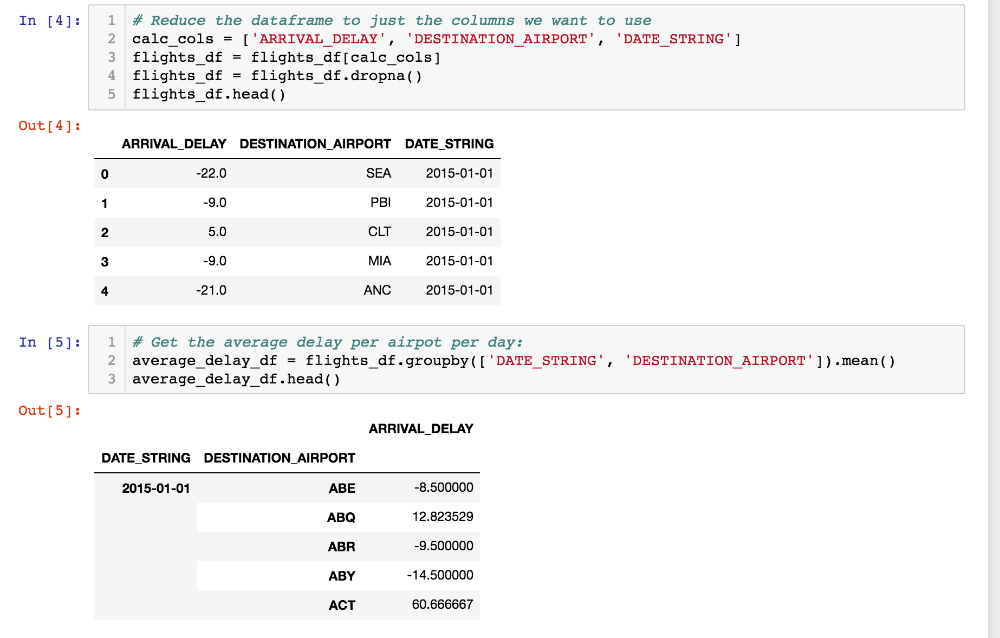 In [4]:
1 # Reduce the dataframe to just the columns we want to use
2 calc_cols = ['ARRIVAL_DELAY', 'DESTINATION_AIRPORT', 'DATE_STRING']
3 flights_df = flights_df[calc_cols]
4 flights_df = flights_df.dropna()
5 flights_df.head()
Out[4]:
ARRIVAL_DELAY DESTINATION_AIRPORT DATE_STRING
0 -22.0 SEA 2015-01-01
1 -9.0 PBI 2015-01-01
2 5.0 CLT 2015-01-01
3 -9.0 MIA 2015-01-01
4 -21.0 ANC 2015-01-01
In [5]:
1 # Get the average delay per airpot per day:
2 average_delay_df = flights_df.groupby(['DATE_STRING', 'DESTINATION_AIRPORT']).mean()
3 average_delay_df.head()
Out[5]:
ARRIVAL_DELAY
DATE_STRING DESTINATION_AIRPORT
2015-01-01 ABE -8.500000
ABQ 12.823529
ABR -9.500000
ABY -14.500000
ACT 60.666667